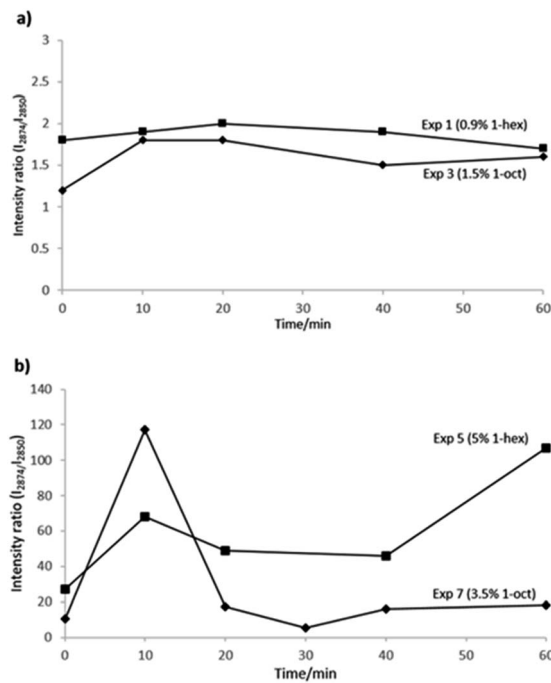 a)
Intensity ratio (I2874/I2850)
3
2.5
2
1.5
1
0.5
0
Exp 1 (0.9% 1-hex)
Exp 3 (1.5% 1-oct)
0 10 20 30 40 50 60
Time/min
b)
Intensity ratio (I2874/I2850)
140
120
100
80
60
40
20
0
Exp 5 (5% 1-hex)
Exp 7 (3.5% 1-oct)
0 10 20 30 40 50 60
Time/min